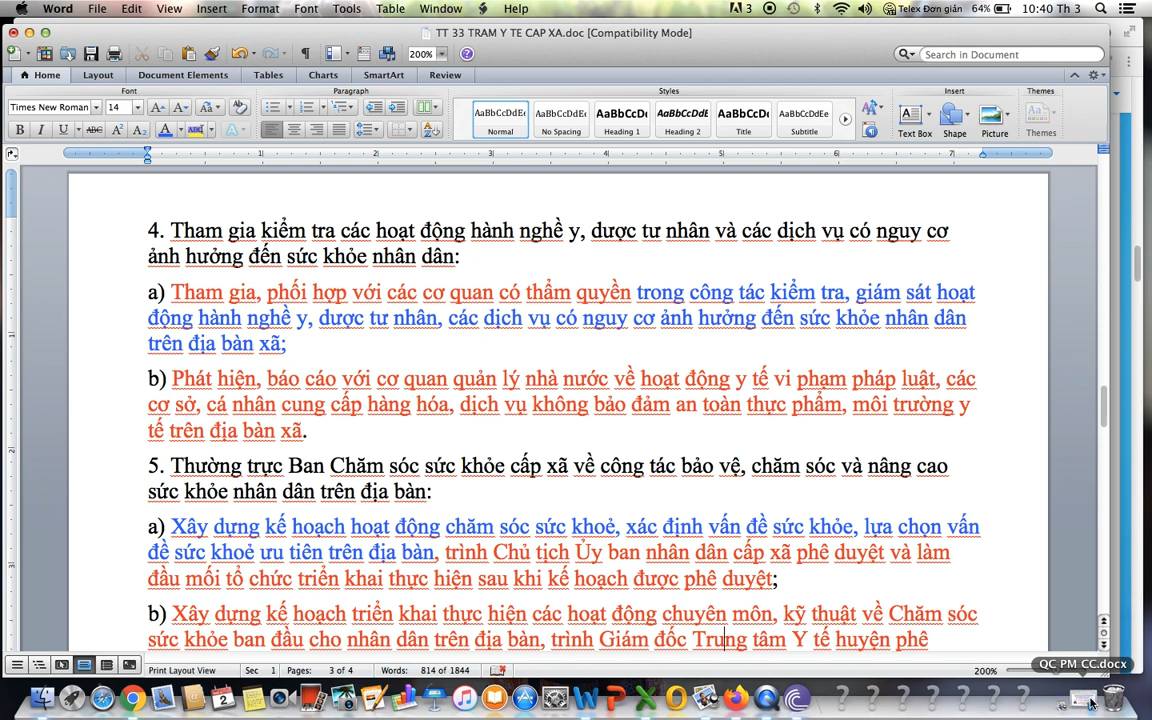 Word File Edit View Insert Format Font Tools Table Window Help
3 Telex Đơn giản 64% 10:40 Th 3
TT 33 TRAM Y TE CAP XA.doc [Compatibility Mode]
200% Search in Document
Home Layout Document Elements Tables Charts SmartArt Review
Font Paragraph Styles Insert Themes
Times New Roman 14 A A Aa
AaBbCcDdEe AaBbCcDdEe AaBbCcDı AaBbCcDdE AaBbCcDı AaBbCcDdEe
Normal No Spacing Heading 1 Heading 2 Title Subtitle
Text Box Shape Picture Themes
B I U ABC A² A₂ A ABC A
1 2 3 4 5 6 7
4. Tham gia kiểm tra các hoạt động hành nghề y, dược tư nhân và các dịch vụ có nguy cơ
ảnh hưởng đến sức khỏe nhân dân:
a) Tham gia, phối hợp với các cơ quan có thẩm quyền trong công tác kiểm tra, giám sát hoạt
động hành nghề y, dược tư nhân, các dịch vụ có nguy cơ ảnh hưởng đến sức khỏe nhân dân
trên địa bàn xã;
b) Phát hiện, báo cáo với cơ quan quản lý nhà nước về hoạt động y tế vi phạm pháp luật, các
cơ sở, cá nhân cung cấp hàng hóa, dịch vụ không bảo đảm an toàn thực phẩm, môi trường y
tế trên địa bàn xã.
5. Thường trực Ban Chăm sóc sức khỏe cấp xã về công tác bảo vệ, chăm sóc và nâng cao
sức khỏe nhân dân trên địa bàn:
a) Xây dựng kế hoạch hoạt động chăm sóc sức khoẻ, xác định vấn đề sức khỏe, lựa chọn vấn
đề sức khoẻ ưu tiên trên địa bàn, trình Chủ tịch Ủy ban nhân dân cấp xã phê duyệt và làm
đầu mối tổ chức triển khai thực hiện sau khi kế hoạch được phê duyệt;
b) Xây dựng kế hoạch triển khai thực hiện các hoạt động chuyên môn, kỹ thuật về Chăm sóc
sức khỏe ban đầu cho nhân dân trên địa bàn, trình Giám đốc Trung tâm Y tế huyện phê
Print Layout View Sec 1 Pages: 3 of 4 Words: 814 of 1844 200%
QC PM CC.docx